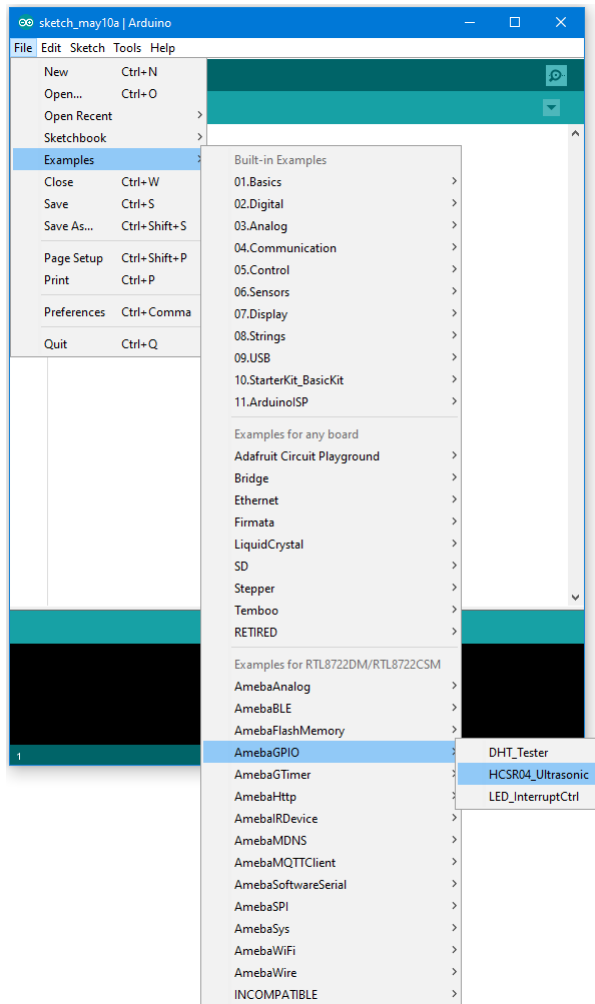 sketch_may10a | Arduino
File Edit Sketch Tools Help
New Ctrl+N
Open... Ctrl+O
Open Recent
Sketchbook
Examples
Close Ctrl+W
Save Ctrl+S
Save As... Ctrl+Shift+S
Page Setup Ctrl+Shift+P
Print Ctrl+P
Preferences Ctrl+Comma
Quit Ctrl+Q
Built-in Examples
01.Basics
02.Digital
03.Analog
04.Communication
05.Control
06.Sensors
07.Display
08.Strings
09.USB
10.StarterKit_BasicKit
11.ArduinoISP
Examples for any board
Adafruit Circuit Playground
Bridge
Ethernet
Firmata
LiquidCrystal
SD
Stepper
Temboo
RETIRED
Examples for RTL8722DM/RTL8722CSM
AmebaAnalog
AmebaBLE
AmebaFlashMemory
AmebaGPIO
AmebaGTimer
AmebaHttp
AmebaIRDevice
AmebaMDNS
AmebaMQTTClient
AmebaSoftwareSerial
AmebaSPI
AmebaSys
AmebaWiFi
AmebaWire
INCOMPATIBLE
DHT_Tester
HCSR04_Ultrasonic
LED_InterruptCtrl
1